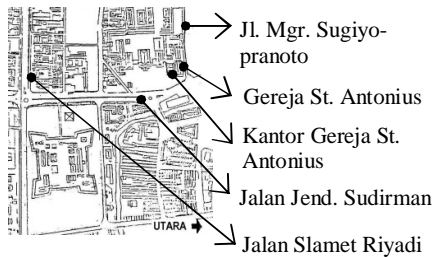 Jl. Mgr. Sugiyo-
pranoto
Gereja St. Antonius
Kantor Gereja St.
Antonius
Jalan Jend. Sudirman
UTARA
Jalan Slamet Riyadi